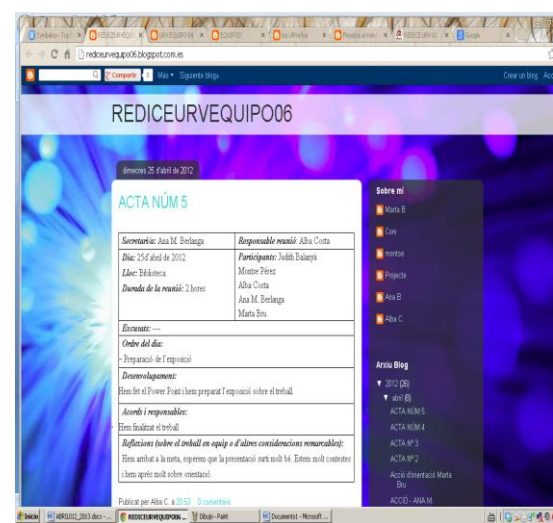 REDICEURVEQUIPO06
rediceurvequipo06.blogspot.com.es
Compartir
Más
Siguiente blog»
Crear un blog
REDICEURVEQUIPO06
dimecres 25 d'abril de 2012
ACTA NÚM 5
Secretari/a: Ana M. Berlanga
Responsable reunió: Alba Costa
Dia: 25d'abril de 2012
Lloc: Biblioteca
Durada de la reunió: 2 hores
Participants: Judith Balanyà
Montse Pérez
Alba Costa
Ana M. Berlanga
Marta Bru
Excusats: ---
Ordre del dia:
- Preparació de l'exposició
Desenvolupament:
Hem fet el Power Point i hem preparat l'exposició sobre el treball.
Acords i responsables:
Hem finalitzat el treball
Reflexions (sobre el treball en equip o d'altres consideracions remarcables):
Hem arribat a la meta, esperem que la presentació surti molt bé. Estem molt contestes
i hem après molt sobre orientació.
Publicat per Alba C. a 20:53
0 comentaris
Sobre mi
Marta B
Coni
montse
Projecte
Ana B
Alba C.
Arxiu Blog
▼ 2012 (26)
▼ abril (6)
ACTA NÚM 5
ACTA NÚM 4
ACTA Nº 3
ACTA Nº 2
Acció d'orientació Marta
Bru
ACCIÓ - ANA M.
Inicio
REDICEURVEQUIPO06 ...
Dibujo - Paint
Documento1 - Microsoft ...